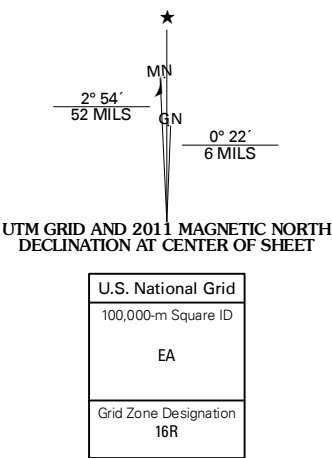 ★
MN
GN
2° 54´
52 MILS
0° 22´
6 MILS
UTM GRID AND 2011 MAGNETIC NORTH
DECLINATION AT CENTER OF SHEET
U.S. National Grid
100,000-m Square ID
EA
Grid Zone Designation
16R